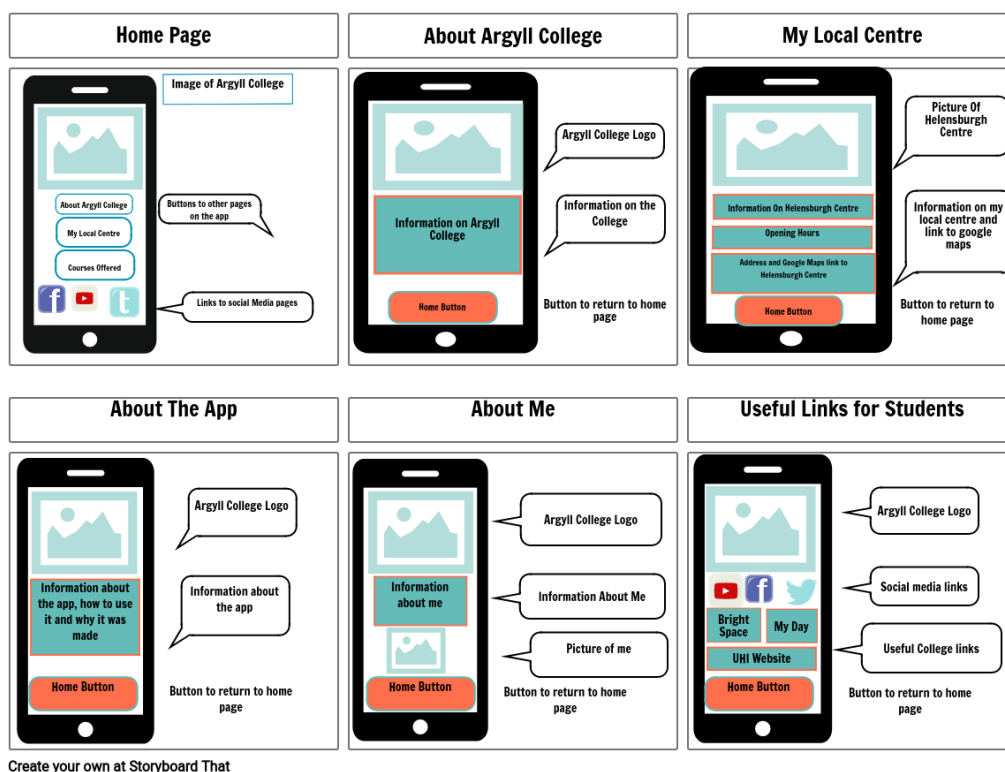 Home Page
Image of Argyll College
About Argyll College
My Local Centre
Courses Offered
f
t
Buttons to other pages
on the app
Links to social Media pages
About Argyll College
Information on Argyll
College
Home Button
Argyll College Logo
Information on the
College
Button to return to home
page
My Local Centre
Information On Helensburgh Centre
Opening Hours
Address and Google Maps link to
Helensburgh Centre
Home Button
Picture Of
Helensburgh
Centre
Information on my
local centre and
link to google
maps
Button to return to
home page
About The App
Information about
the app, how to use
it and why it was
made
Home Button
Argyll College Logo
Information about
the app
Button to return to home
page
About Me
Information
about me
Home Button
Argyll College Logo
Information About Me
Picture of me
Button to return to home
page
Useful Links for Students
f
Bright
Space
My Day
UHI Website
Home Button
Argyll College Logo
Social media links
Useful College links
Button to return to home
page
Create your own at Storyboard That